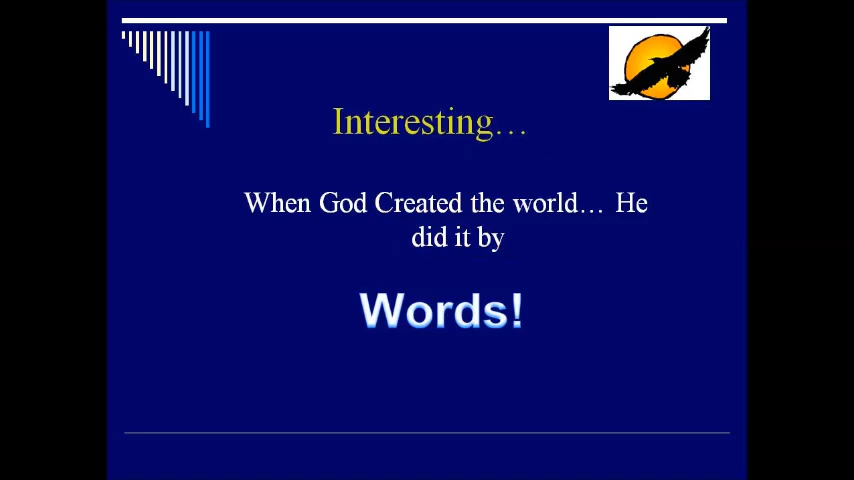 Interesting…
When God Created the world… He
did it by
Words!